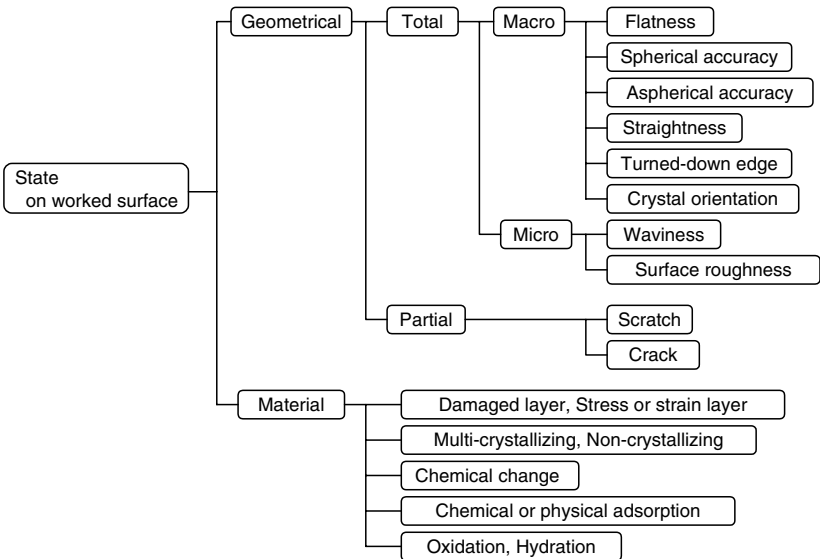 Geometrical
Total
Macro
Flatness
Spherical accuracy
Aspherical accuracy
Straightness
Turned-down edge
Crystal orientation
State
on worked surface
Micro
Waviness
Surface roughness
Partial
Scratch
Crack
Material
Damaged layer, Stress or strain layer
Multi-crystallizing, Non-crystallizing
Chemical change
Chemical or physical adsorption
Oxidation, Hydration